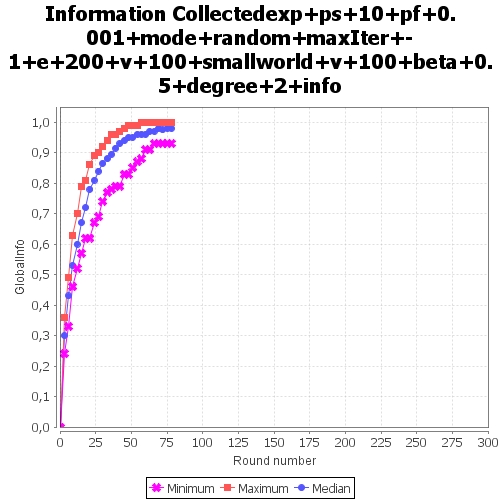 Information Collectedexp+ps+10+pf+0.
001+mode+random+maxIter+-
1+e+200+v+100+smallworld+v+100+beta+0.
5+degree+2+info
1,0
0,9
0,8
0,7
0,6
0,5
0,4
0,3
0,2
0,1
0,0
GlobalInfo
0 25 50 75 100 125 150 175 200 225 250 275 300
Round number
Minimum Maximum Median